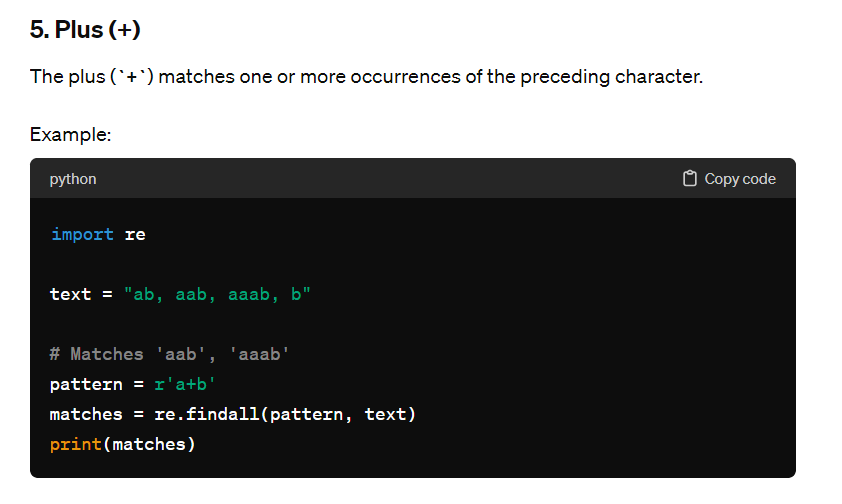 5. Plus (+)
The plus (`+`) matches one or more occurrences of the preceding character.
Example:
python
Copy code
import re
text = "ab, aab, aaab, b"
# Matches 'aab', 'aaab'
pattern = r'a+b'
matches = re.findall(pattern, text)
print(matches)